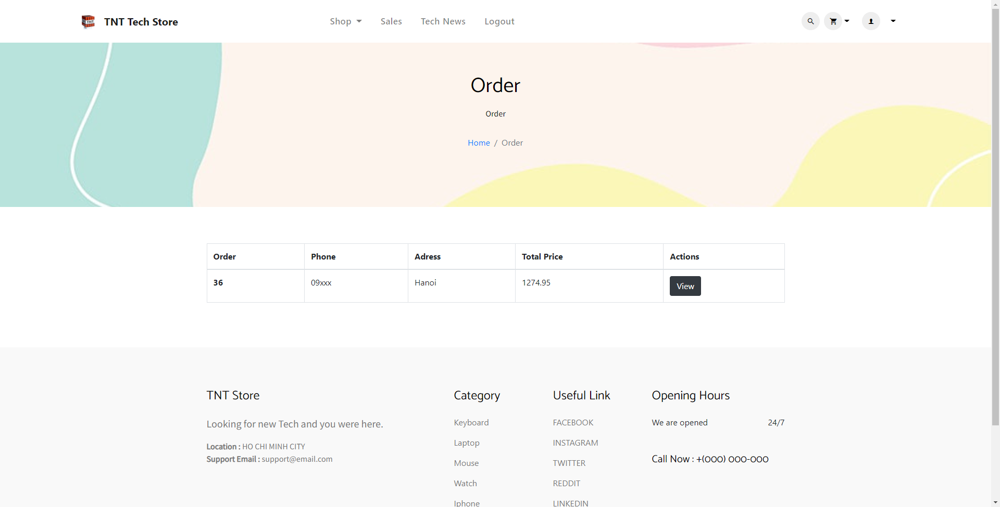 TNT
TNT Tech Store
Shop
Sales
Tech News
Logout
Order
Order
Home / Order
Order Phone Adress Total Price Actions
36 09xxx Hanoi 1274.95 View
TNT Store
Looking for new Tech and you were here.
Location : HO CHI MINH CITY
Support Email : support@email.com
Category
Keyboard
Laptop
Mouse
Watch
Iphone
Useful Link
FACEBOOK
INSTAGRAM
TWITTER
REDDIT
LINKEDIN
Opening Hours
We are opened 24/7
Call Now : +(000) 000-000